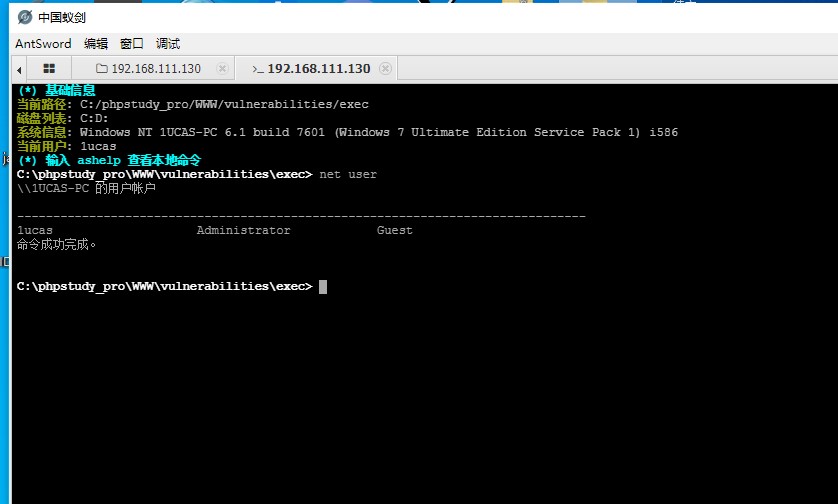 中国蚁剑
AntSword 编辑 窗口 调试
192.168.111.130 >_ 192.168.111.130
(*) 基础信息
当前路径: C:/phpstudy_pro/WWW/vulnerabilities/exec
磁盘列表: C:D:
系统信息: Windows NT 1UCAS-PC 6.1 build 7601 (Windows 7 Ultimate Edition Service Pack 1) i586
当前用户: 1ucas
(*) 输入 ashelp 查看本地命令
C:\phpstudy_pro\WWW\vulnerabilities\exec> net user
\\1UCAS-PC 的用户帐户
-------------------------------------------------------------------------------
1ucas Administrator Guest
命令成功完成。
C:\phpstudy_pro\WWW\vulnerabilities\exec>